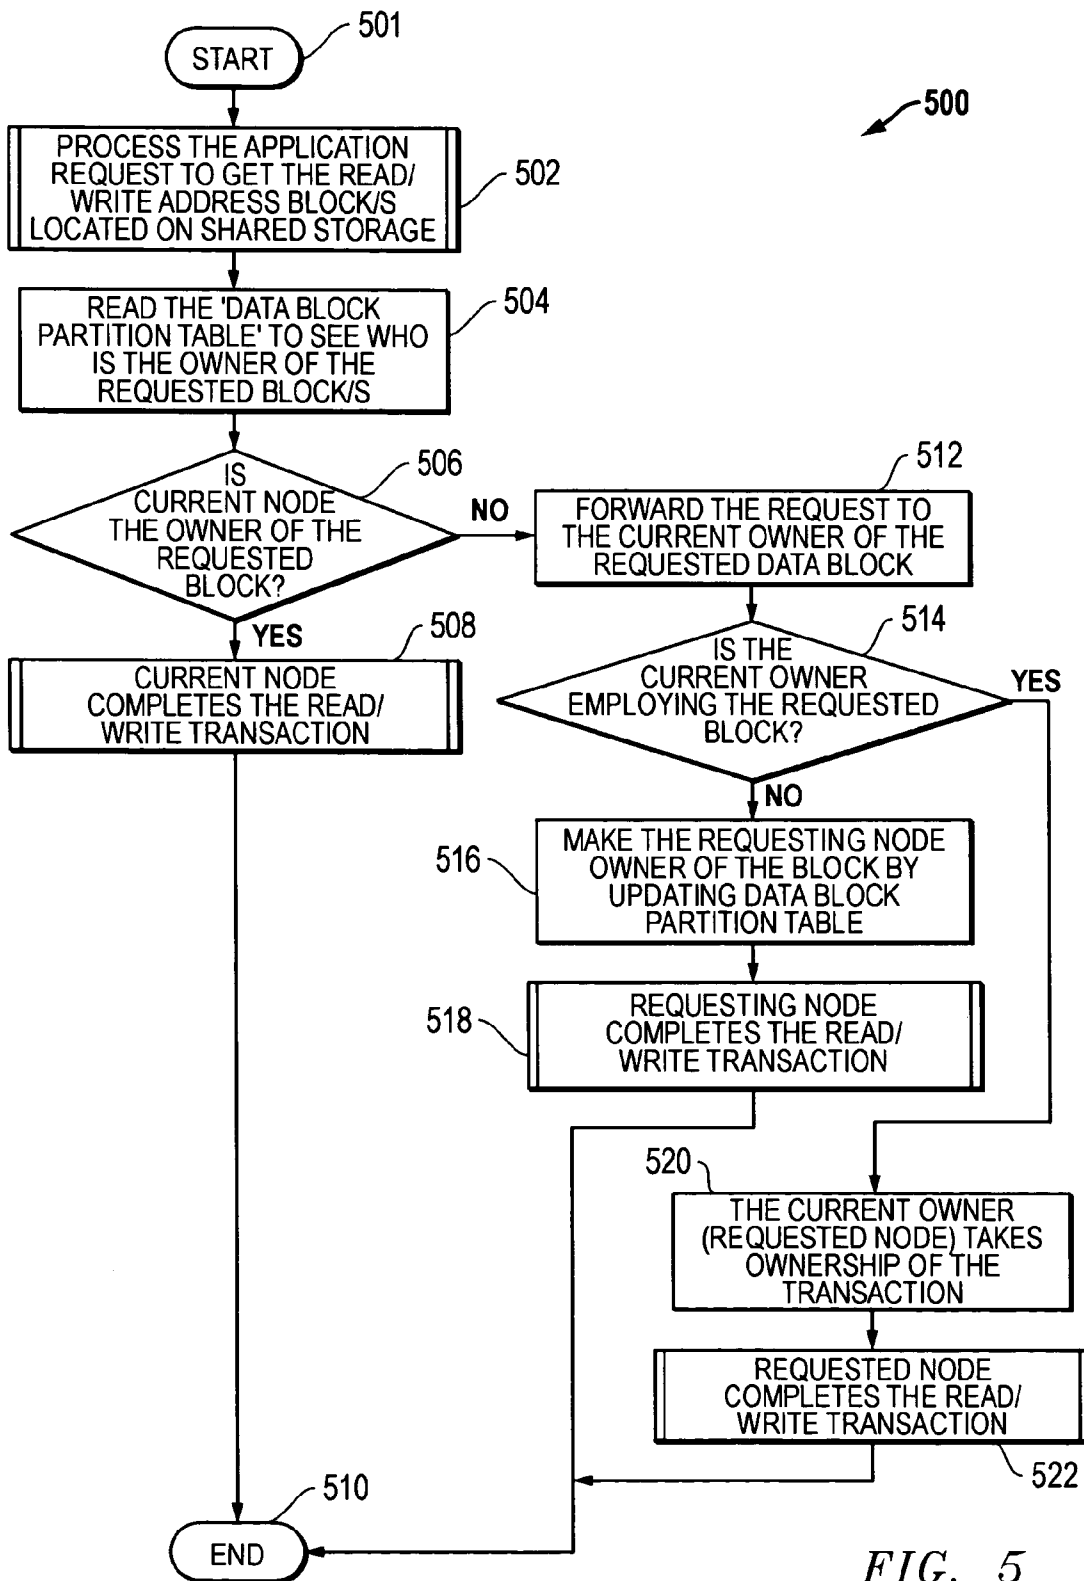 501
START
500
PROCESS THE APPLICATION
REQUEST TO GET THE READ/
WRITE ADDRESS BLOCK/S
LOCATED ON SHARED STORAGE
502
READ THE 'DATA BLOCK
PARTITION TABLE' TO SEE WHO
IS THE OWNER OF THE
REQUESTED BLOCK/S
504
IS
CURRENT NODE
THE OWNER OF THE
REQUESTED
BLOCK?
506
NO
YES
508
CURRENT NODE
COMPLETES THE READ/
WRITE TRANSACTION
512
FORWARD THE REQUEST TO
THE CURRENT OWNER OF THE
REQUESTED DATA BLOCK
514
IS THE
CURRENT OWNER
EMPLOYING THE REQUESTED
BLOCK?
YES
NO
516
MAKE THE REQUESTING NODE
OWNER OF THE BLOCK BY
UPDATING DATA BLOCK
PARTITION TABLE
518
REQUESTING NODE
COMPLETES THE READ/
WRITE TRANSACTION
520
THE CURRENT OWNER
(REQUESTED NODE) TAKES
OWNERSHIP OF THE
TRANSACTION
REQUESTED NODE
COMPLETES THE READ/
WRITE TRANSACTION
522
510
END
FIG. 5